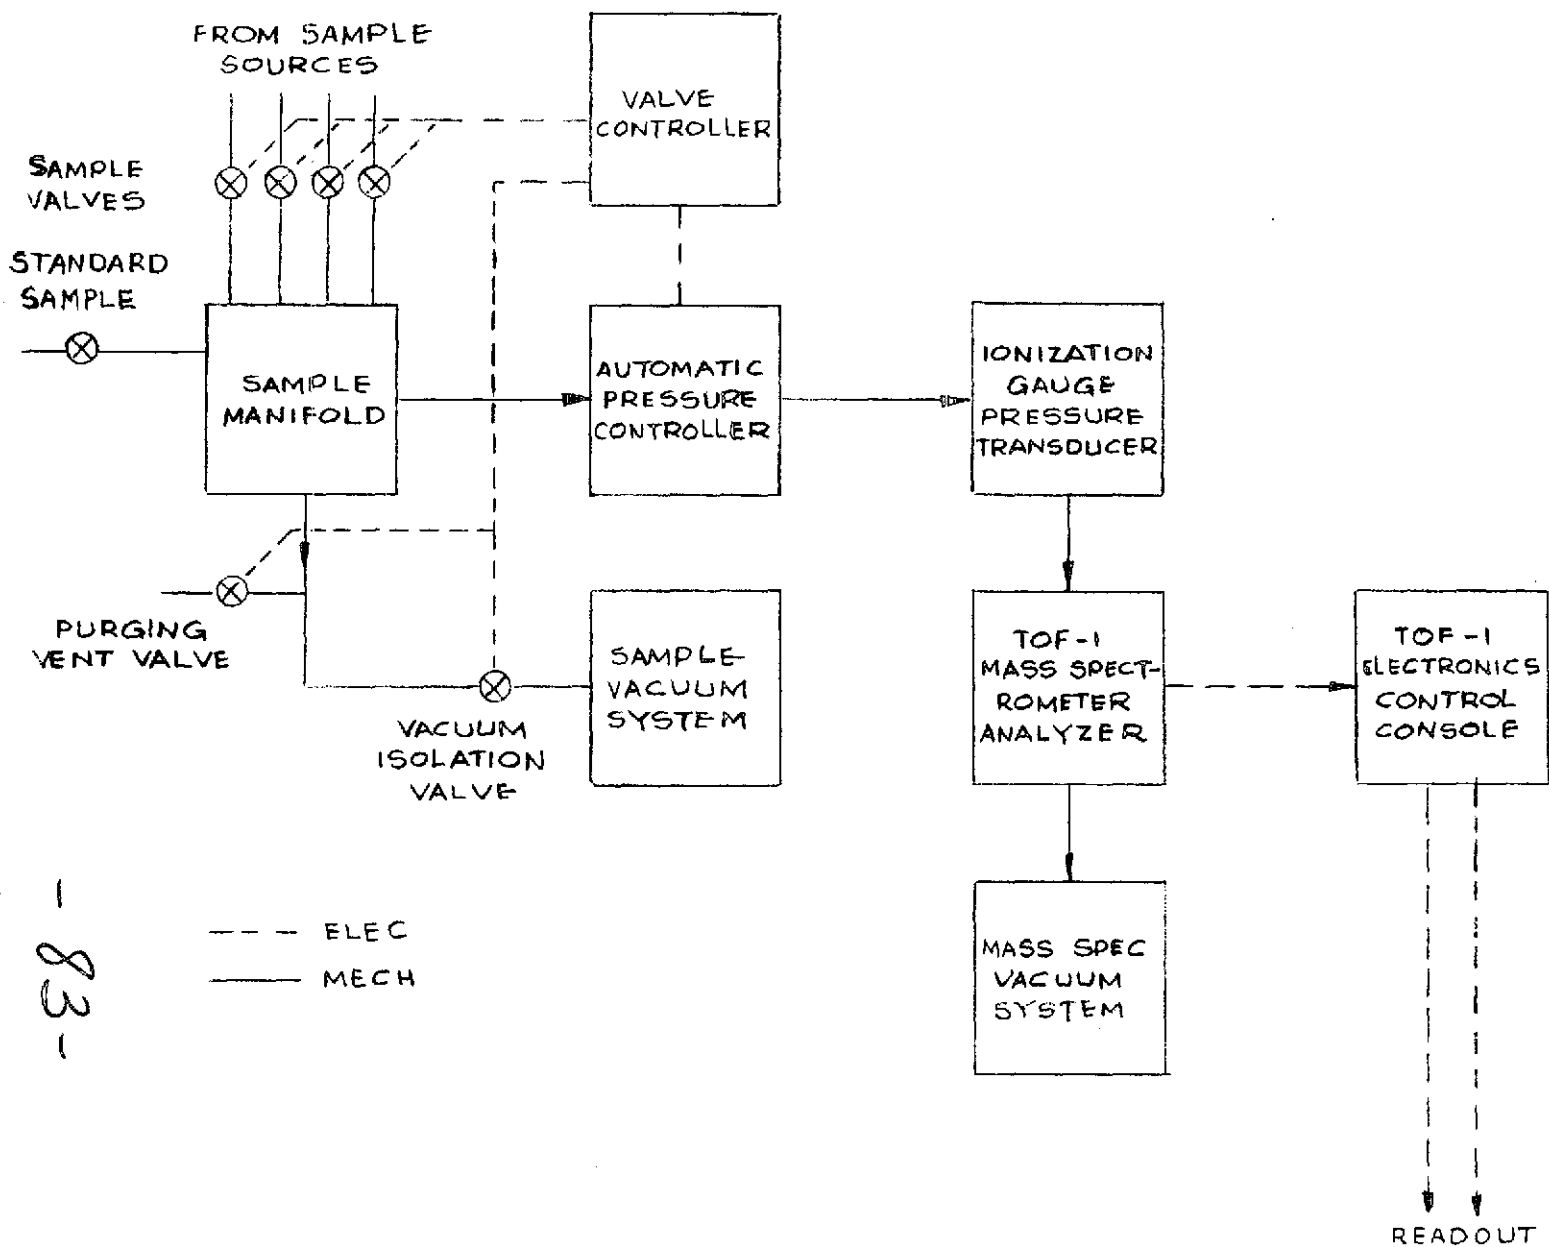 FROM SAMPLE
SOURCES
VALVE
CONTROLLER
SAMPLE
VALVES
STANDARD
SAMPLE
SAMPLE
MANIFOLD
AUTOMATIC
PRESSURE
CONTROLLER
IONIZATION
GAUGE
PRESSURE
TRANSDUCER
PURGING
VENT VALVE
VACUUM
ISOLATION
VALVE
SAMPLE
VACUUM
SYSTEM
TOF-1
MASS SPECT-
ROMETER
ANALYZER
TOF-1
ELECTRONICS
CONTROL
CONSOLE
MASS SPEC
VACUUM
SYSTEM
ELEC
MECH
- 83 -
READOUT